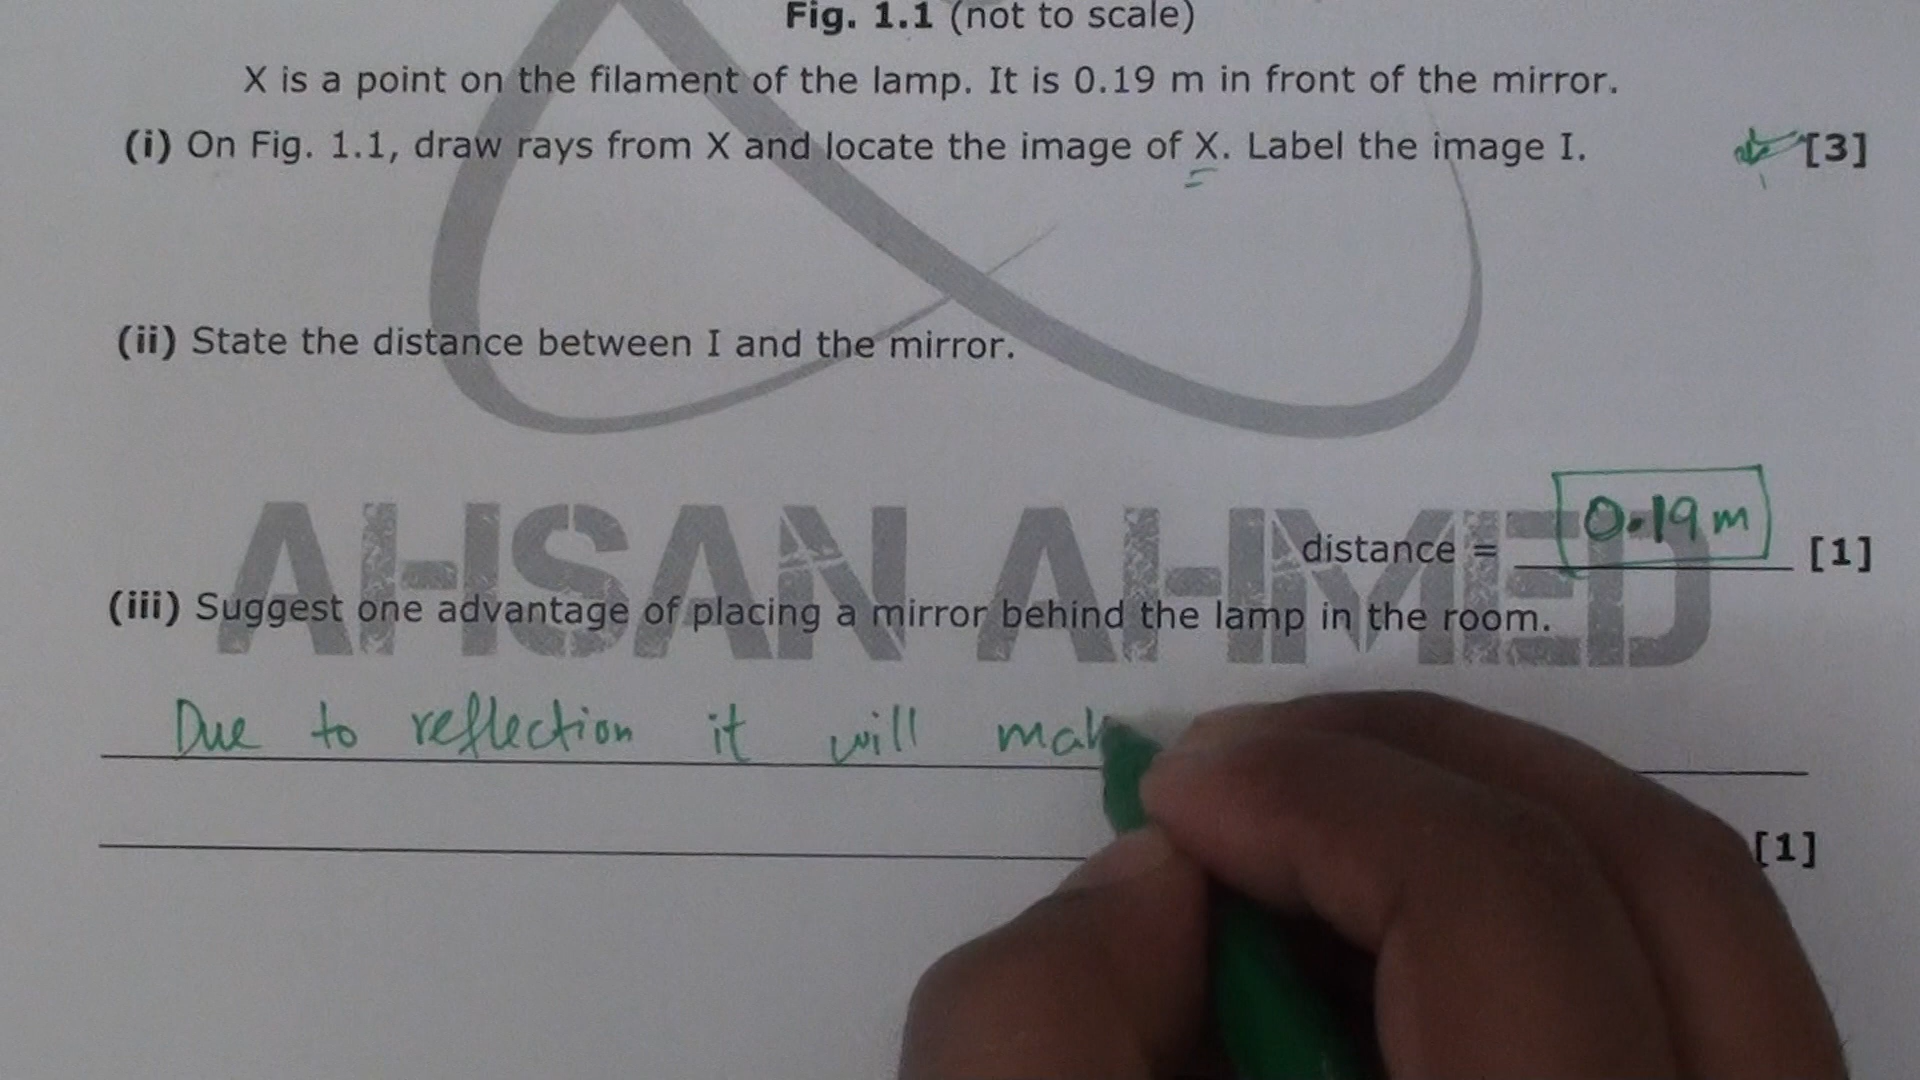 Fig. 1.1 (not to scale)
X is a point on the filament of the lamp. It is 0.19 m in front of the mirror.
(i) On Fig. 1.1, draw rays from X and locate the image of X. Label the image I. [3]
(ii) State the distance between I and the mirror.
AHSAN AHMED
distance = 0.19 m [1]
(iii) Suggest one advantage of placing a mirror behind the lamp in the room.
Due to reflection it will mak
[1]